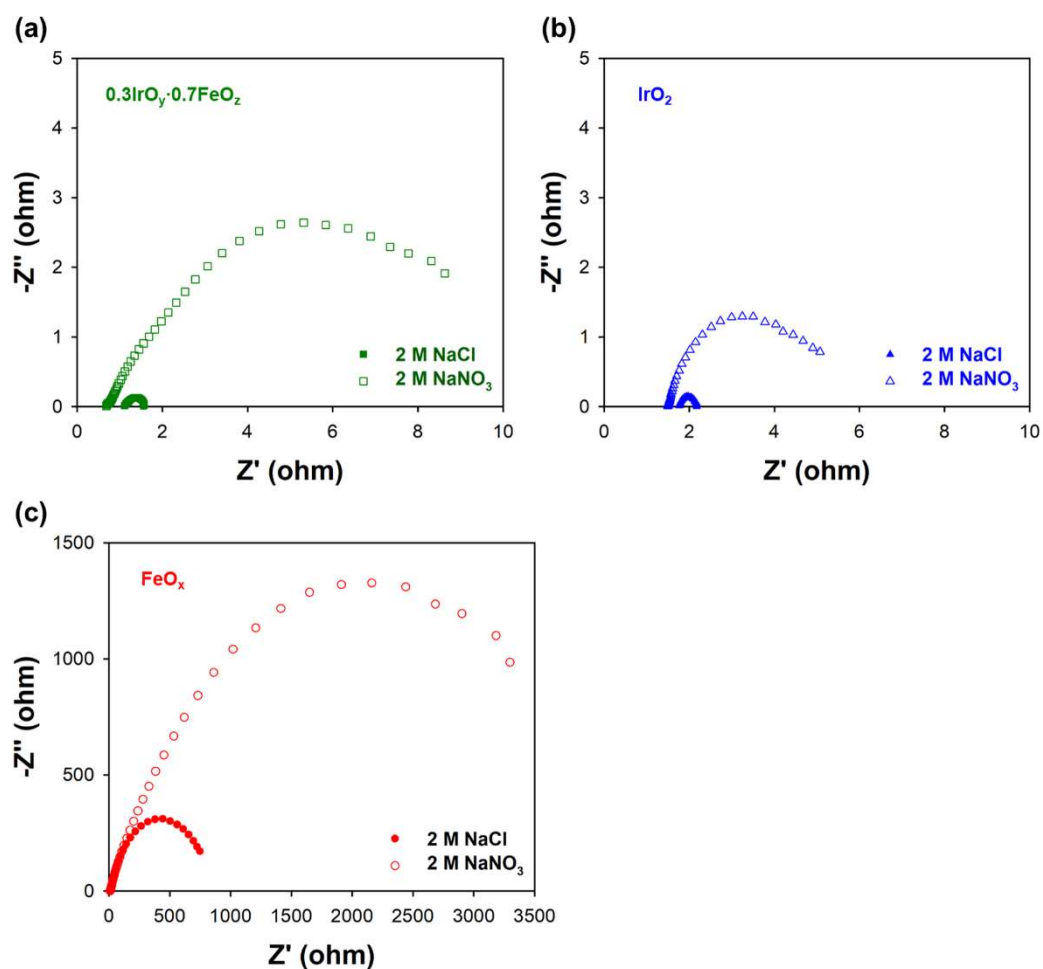 (a)
5
4
3
2
1
0
0 2 4 6 8 10
-Z'' (ohm)
Z' (ohm)
0.3IrOy·0.7FeOz
2 M NaCl
2 M NaNO3
(b)
5
4
3
2
1
0
0 2 4 6 8 10
-Z'' (ohm)
Z' (ohm)
IrO2
2 M NaCl
2 M NaNO3
(c)
1500
1000
500
0
0 500 1000 1500 2000 2500 3000 3500
-Z'' (ohm)
Z' (ohm)
FeOx
2 M NaCl
2 M NaNO3